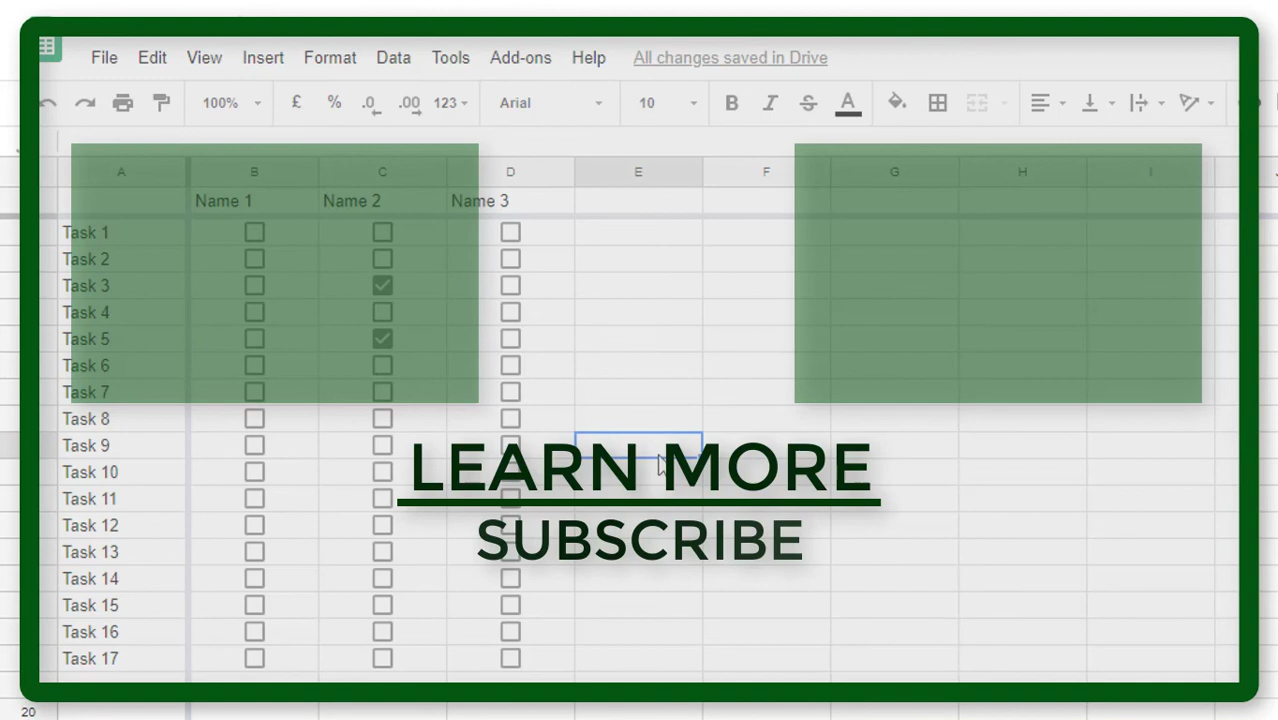 File Edit View Insert Format Data Tools Add-ons Help All changes saved in Drive
100% £ % .0 .00 123 Arial 10 B I S A
A B C D E F G H I
Name 1 Name 2 Name 3
Task 1
Task 2
Task 3
Task 4
Task 5
Task 6
Task 7
Task 8
Task 9
LEARN MORE
Task 10
Task 11
Task 12
SUBSCRIBE
Task 13
Task 14
Task 15
Task 16
Task 17
20